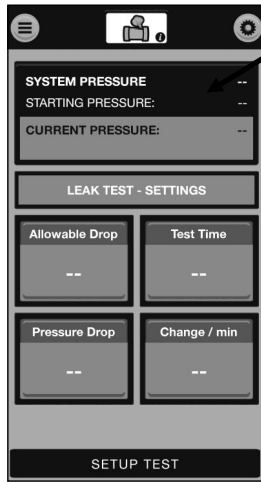 SYSTEM PRESSURE --
STARTING PRESSURE: --
CURRENT PRESSURE: --
LEAK TEST - SETTINGS
Allowable Drop Test Time
-- --
Pressure Drop Change / min
-- --
SETUP TEST